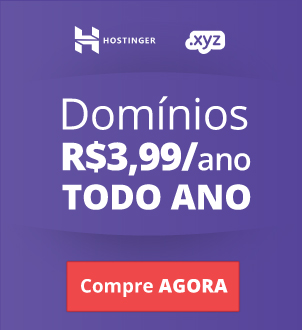 HOSTINGER .xyz
Domínios
R$3,99/ano
TODO ANO
Compre AGORA